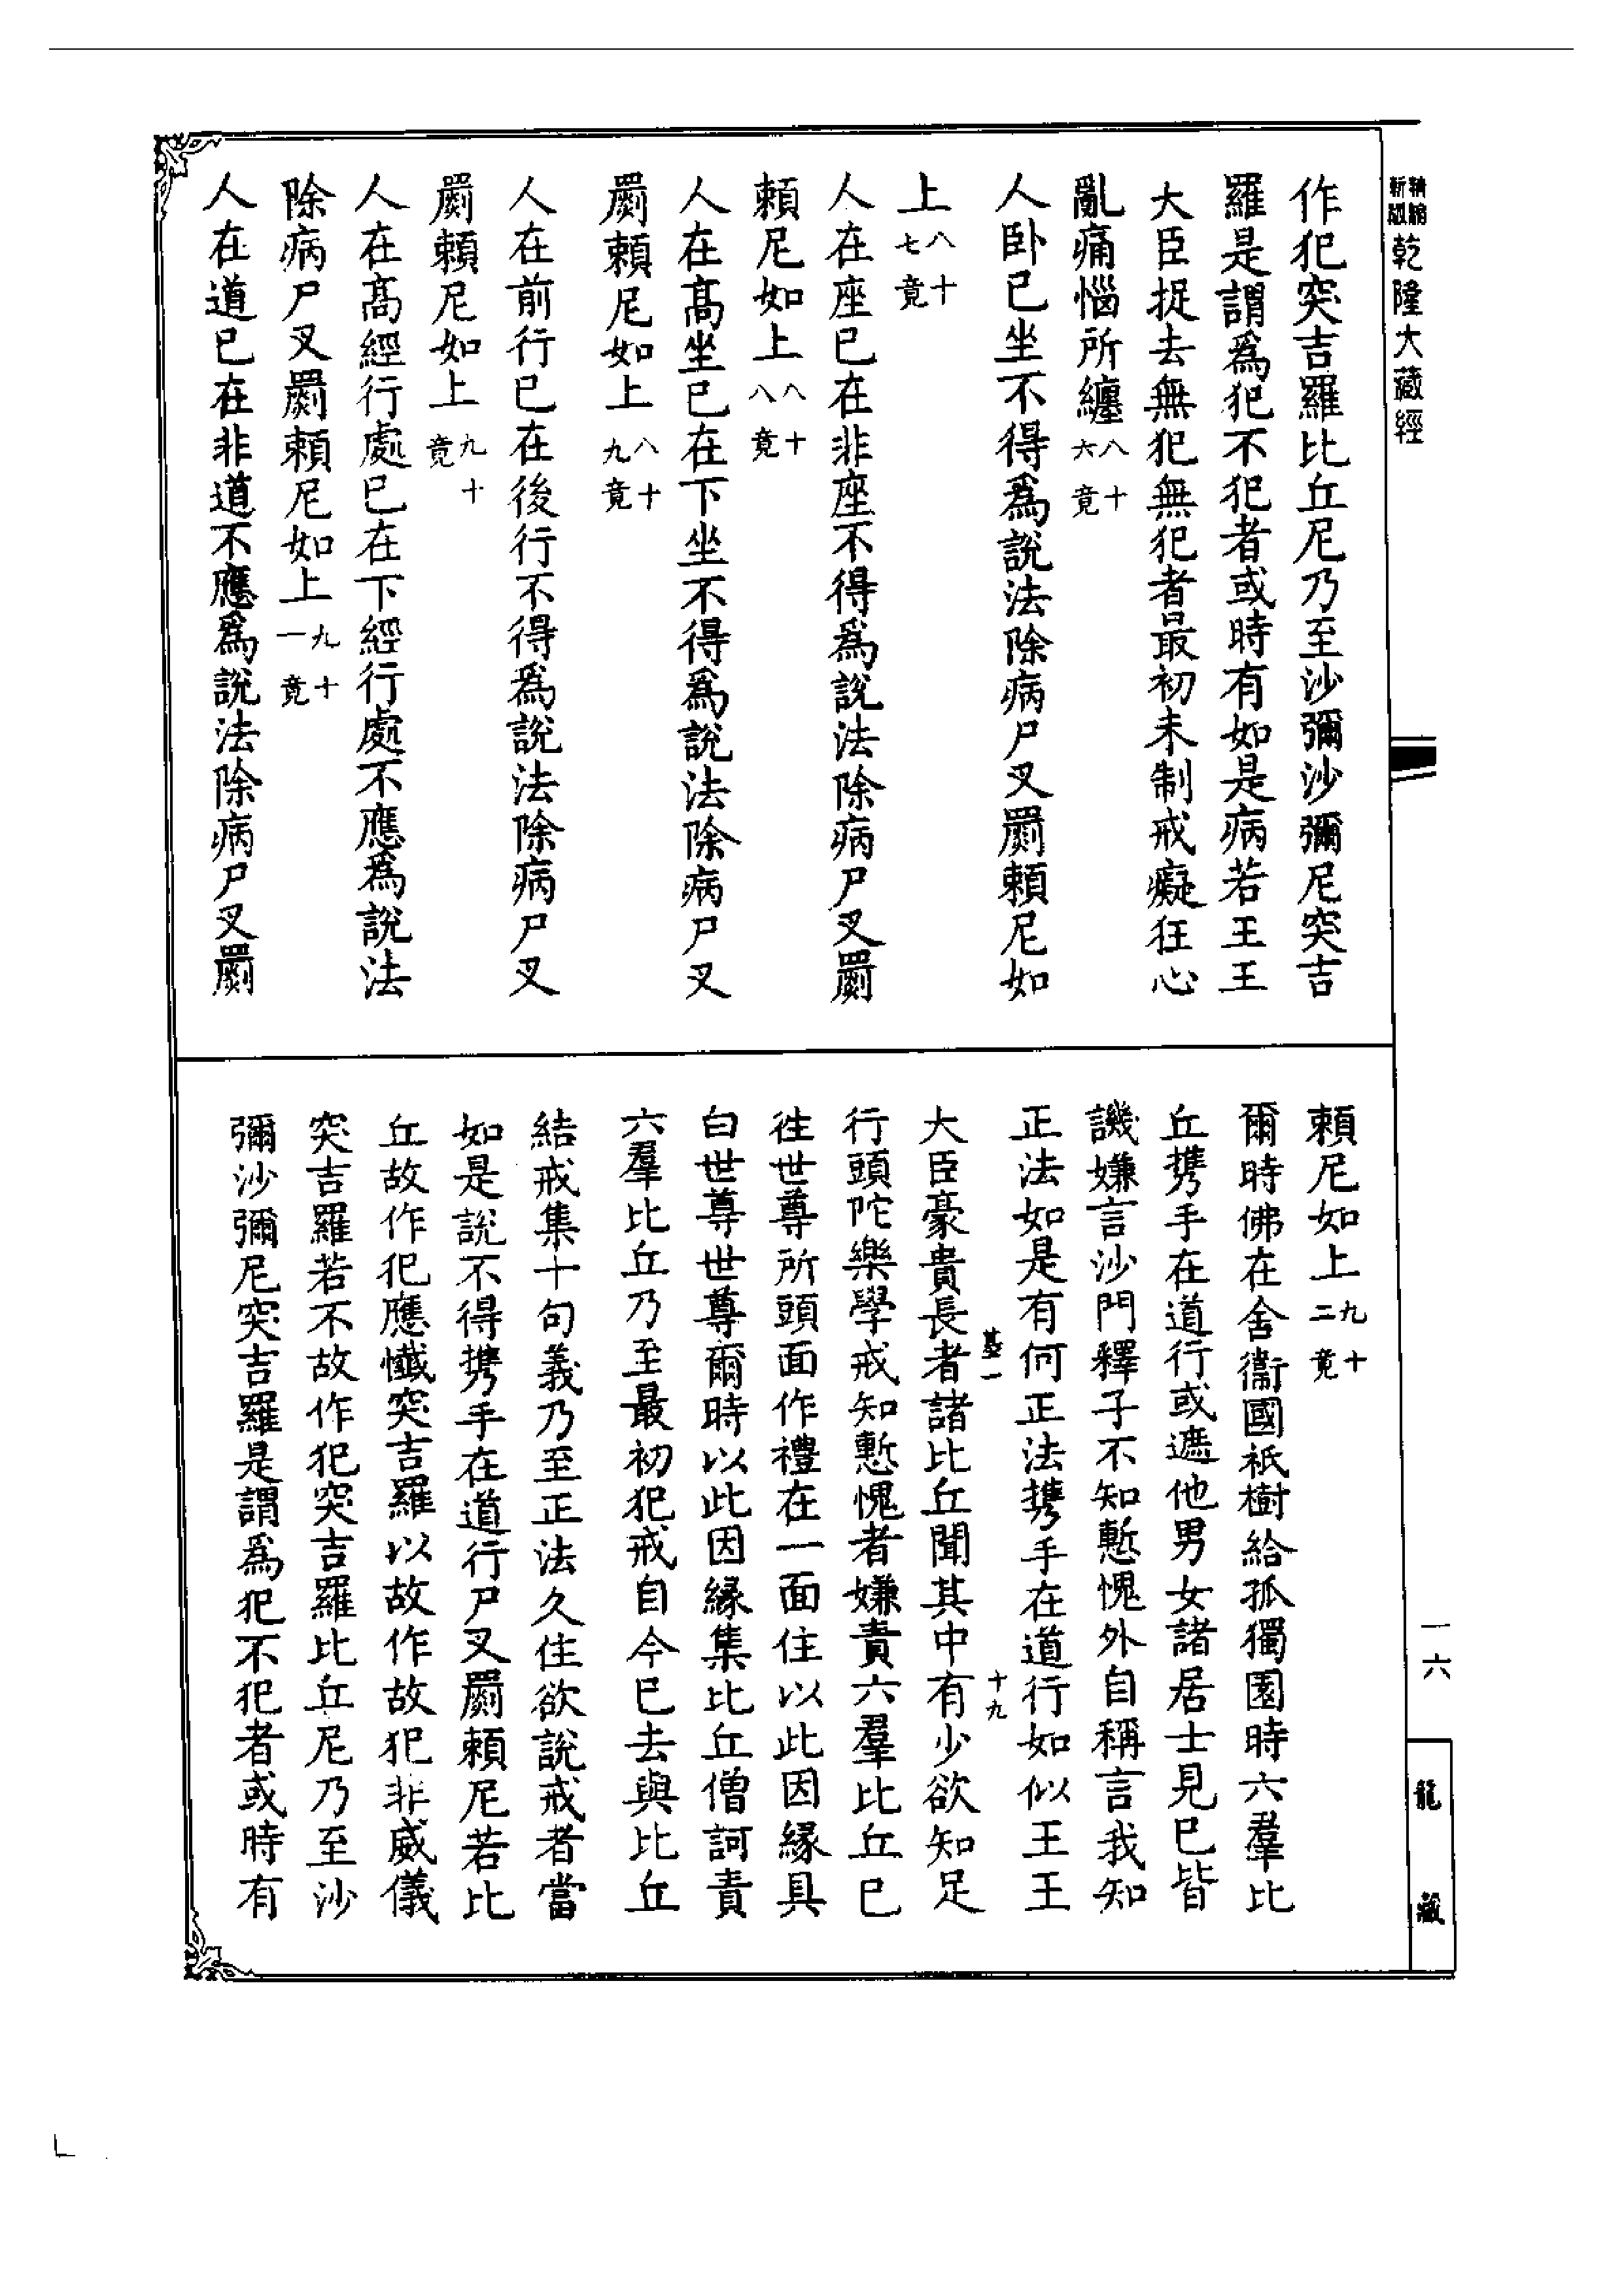 精縮新版乾隆大藏經
作犯突吉羅比丘尼乃至沙彌沙彌尼突吉
羅是謂爲犯不犯者或時有如是病若王王
大臣捉去無犯無犯者最初未制戒癡狂心
亂痛惱所纏八十六竟
人卧已坐不得爲說法除病尸叉罽賴尼如
上八十七竟
人在座已在非座不得爲說法除病尸叉罽
賴尼如上八十八竟
人在高坐已在下坐不得爲說法除病尸叉
罽賴尼如上八十九竟
人在前行已在後行不得爲說法除病尸叉
罽賴尼如上九十竟
人在高經行處已在下經行處不應爲說法
除病尸叉罽賴尼如上九十一竟
人在道已在非道不應爲說法除病尸叉罽
賴尼如上九十二竟
爾時佛在舍衞國祇樹給孤獨園時六羣比
丘携手在道行或遮他男女諸居士見已皆
譏嫌言沙門釋子不知慙愧外自稱言我知
正法如是有何正法携手在道行如似王王
基一 十九
大臣豪貴長者諸比丘聞其中有少欲知足
行頭陀樂學戒知慙愧者嫌責六羣比丘已
徃世尊所頭面作禮在一面住以此因緣具
白世尊世尊爾時以此因緣集比丘僧訶責
六羣比丘乃至最初犯戒自今已去與比丘
結戒集十句義乃至正法久住欲說戒者當
如是說不得携手在道行尸叉罽賴尼若比
丘故作犯應懺突吉羅以故作故犯非威儀
突吉羅若不故作犯突吉羅比丘尼乃至沙
彌沙彌尼突吉羅是謂爲犯不犯者或時有
一六
龍藏